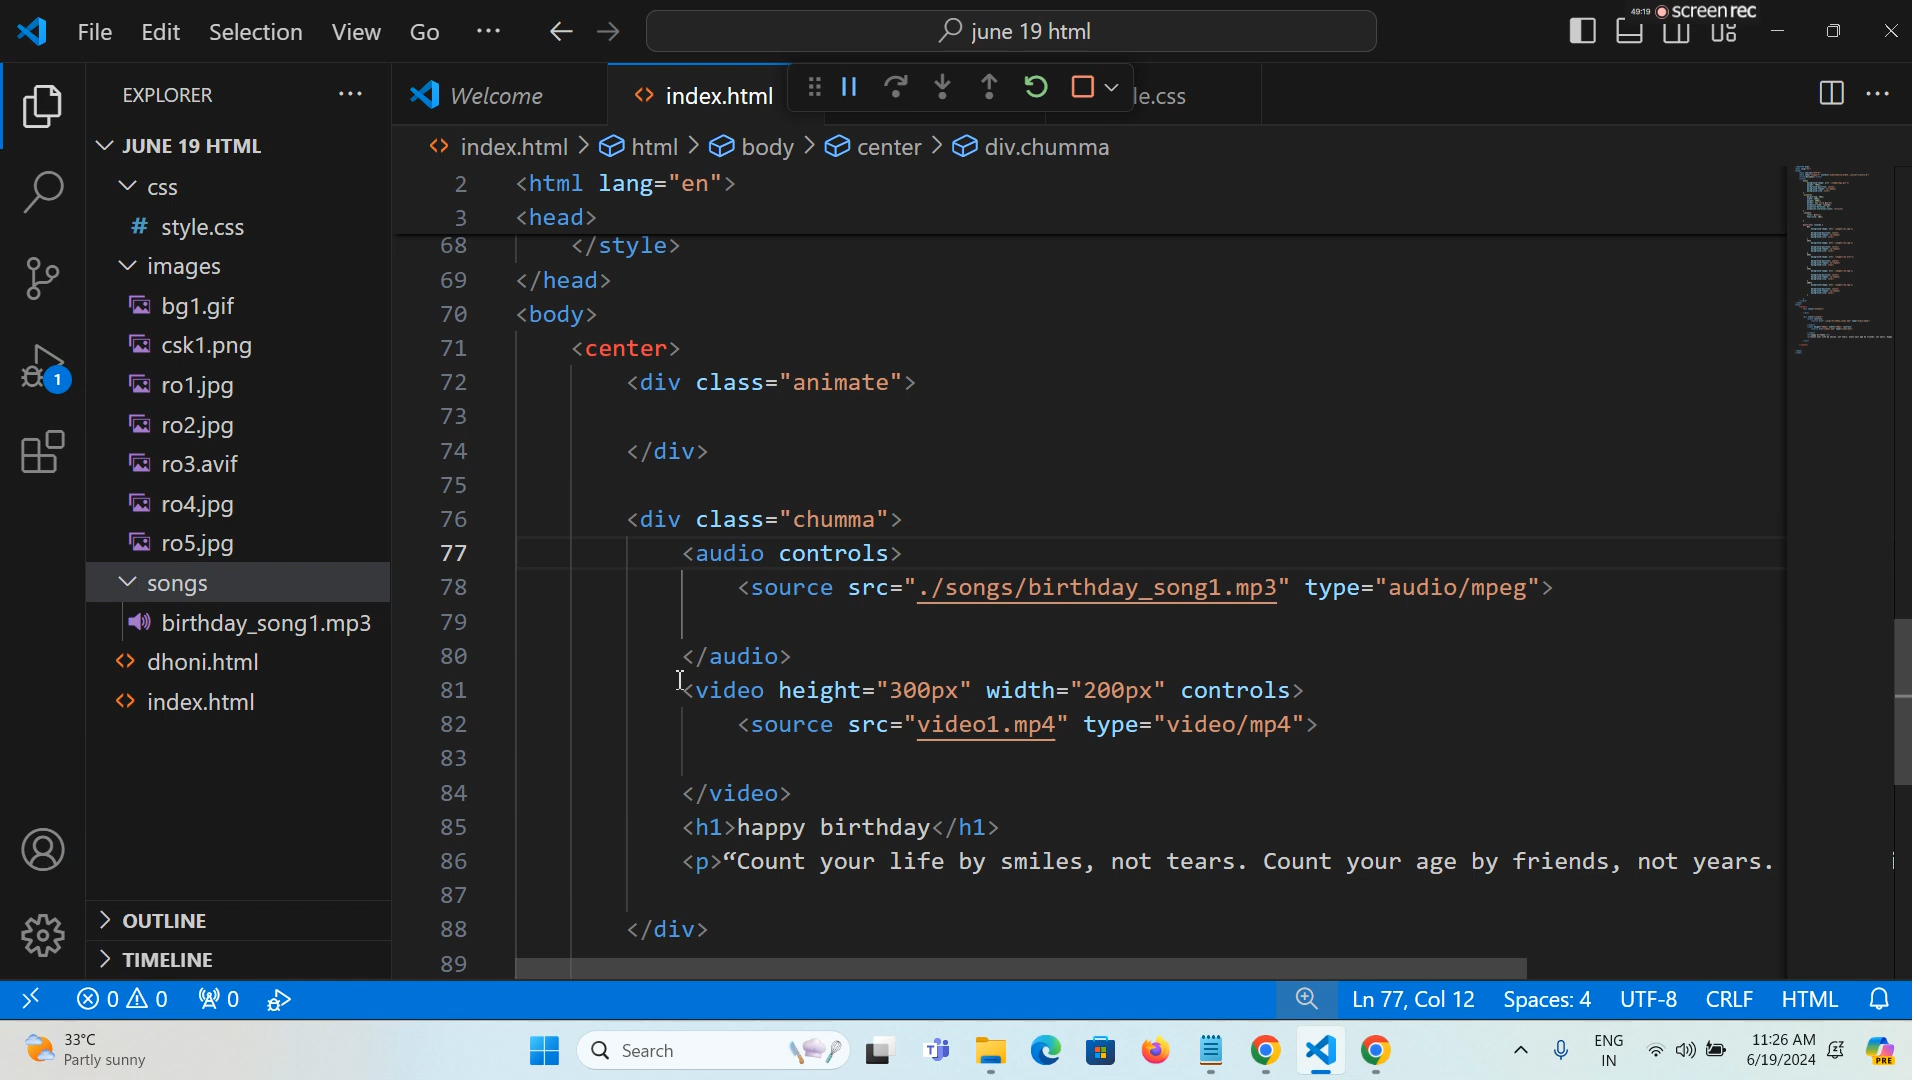 File Edit View Go ... june 19 html 49:19 screen rec
EXPLORER ... Welcome index.html le.css ...
JUNE 19 HTML
index.html > html > body > center > div.chumma
css
style.css
images
bg1.gif
csk1.png
ro1.jpg
ro2.jpg
ro3.avif
ro4.jpg
ro5.jpg
songs
birthday_song1.mp3
dhoni.html
index.html
OUTLINE
TIMELINE
1
2 <html lang="en">
3 <head>
68 </style>
69 </head>
70 <body>
71 <center>
72 <div class="animate">
73
74 </div>
75
76 <div class="chumma">
77 <audio controls>
78 <source src="./songs/birthday_song1.mp3" type="audio/mpeg">
79
80 </audio>
81 <video height="300px" width="200px" controls>
82 <source src="video1.mp4" type="video/mp4">
83
84 </video>
85 <h1>happy birthday</h1>
86 <p>“Count your life by smiles, not tears. Count your age by friends, not years.
87
88 </div>
89
0 0 0 Ln 77, Col 12 Spaces: 4 UTF-8 CRLF HTML
33°C
Partly sunny
Search
ENG
IN
11:26 AM
6/19/2024
PRE